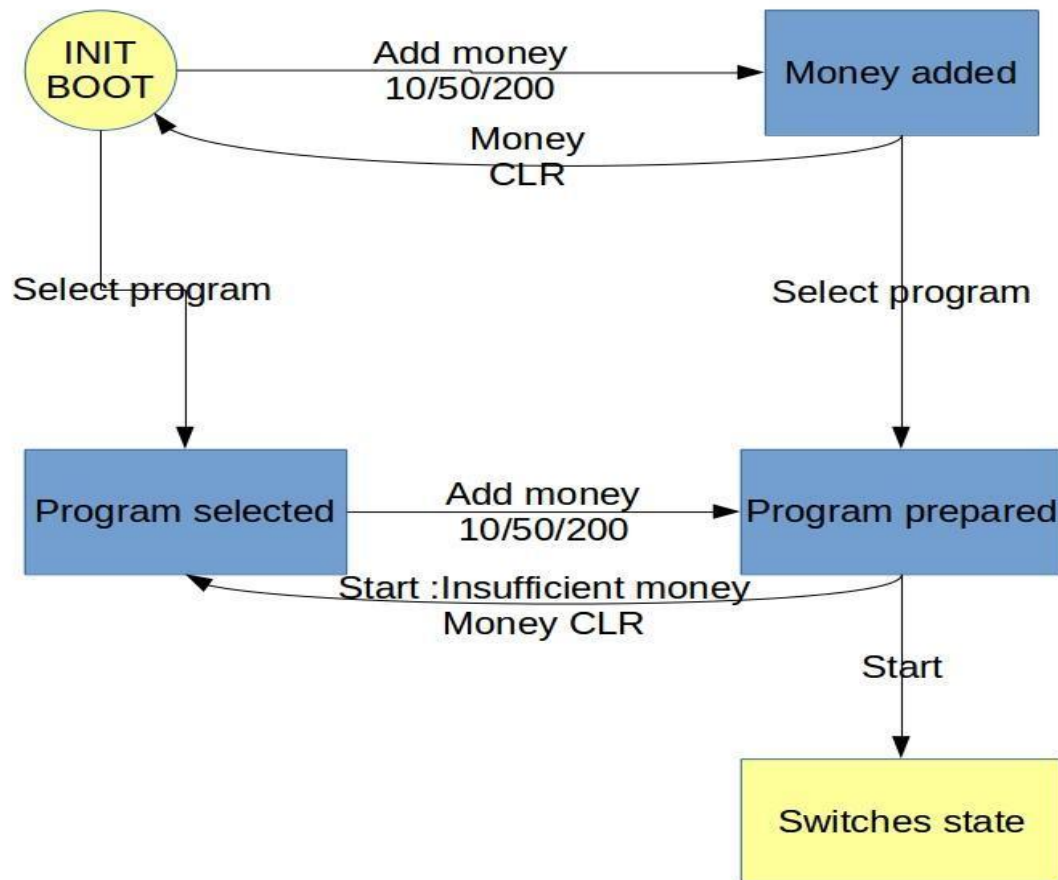 INIT
BOOT
Add money
10/50/200
Money added
Money
CLR
Select program
Select program
Program selected
Add money
10/50/200
Program prepared
Start :Insufficient money
Money CLR
Start
Switches state